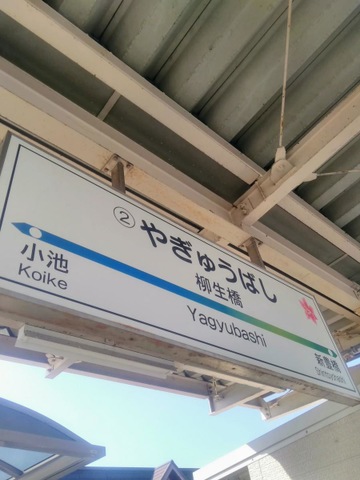 ② やぎゅうばし
柳生橋
Yagyubashi
小池
Koike
新豊橋